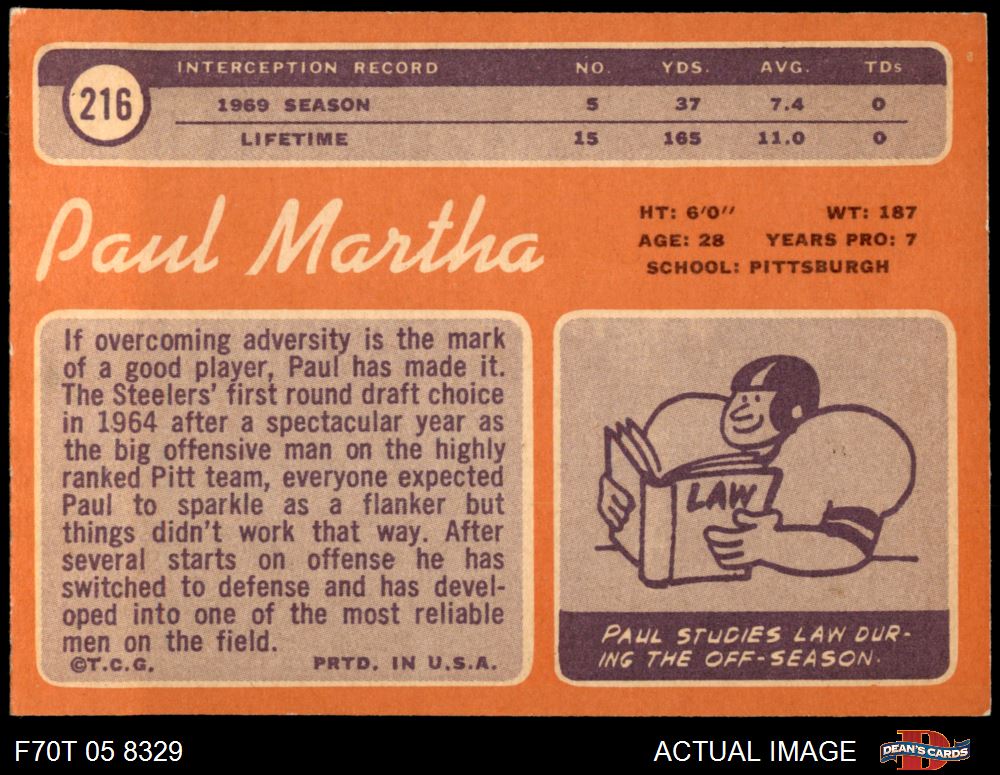 216
INTERCEPTION RECORD NO. YDS. AVG. TDs
1969 SEASON 5 37 7.4 0
LIFETIME 15 165 11.0 0
Paul Martha
HT: 6'0" WT: 187
AGE: 28 YEARS PRO: 7
SCHOOL: PITTSBURGH
If overcoming adversity is the mark
of a good player, Paul has made it.
The Steelers' first round draft choice
in 1964 after a spectacular year as
the big offensive man on the highly
ranked Pitt team, everyone expected
Paul to sparkle as a flanker but
things didn't work that way. After
several starts on offense he has
switched to defense and has devel-
oped into one of the most reliable
men on the field.
©T.C.G. PRTD. IN U.S.A.
LAW
PAUL STUDIES LAW DUR-
ING THE OFF-SEASON.
F70T 05 8329
ACTUAL IMAGE
D
DEAN'S CARDS